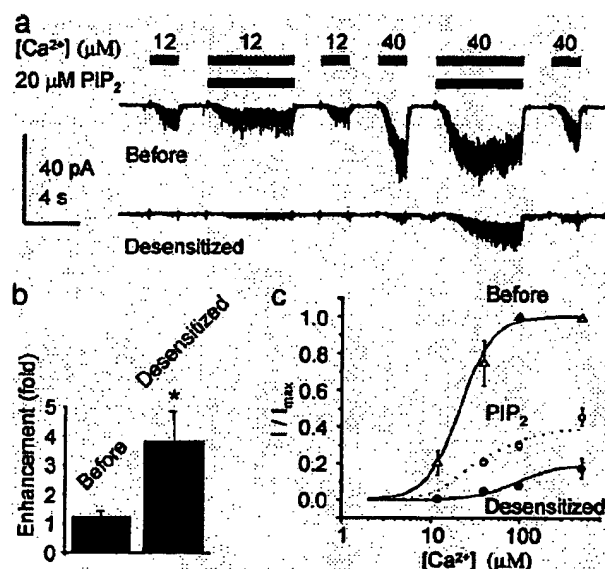 a
[Ca²⁺] (μM) 12 12 12 40 40 40
20 μM PIP₂
Before
40 pA
4 s
Desensitized
b
Enhancement (fold)
5
4
3
2
1
0
Before
Desensitized
*
c
I / Iₘₐₓ
1.0
0.8
0.6
0.4
0.2
0.0
Before
PIP₂
Desensitized
1 10 100
[Ca²⁺] (μM)